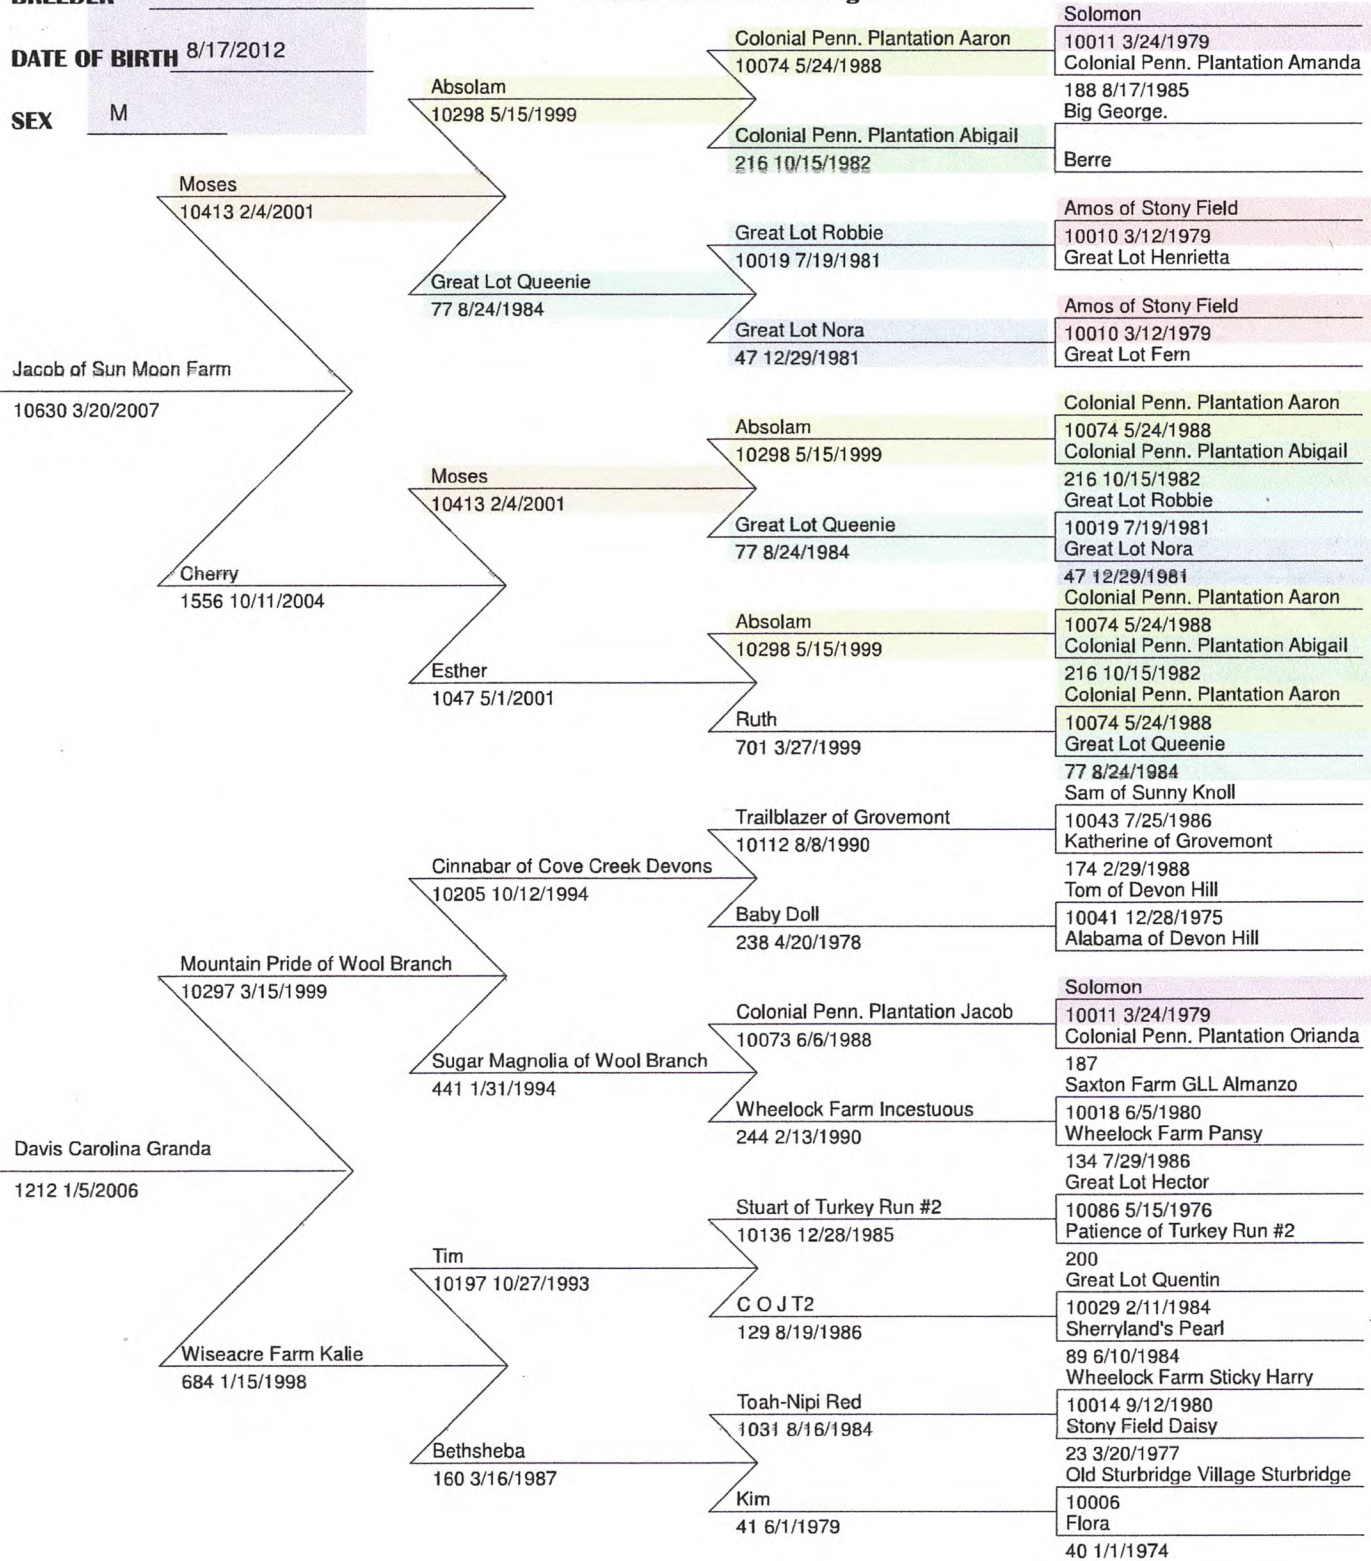 DATE OF BIRTH 8/17/2012
SEX M
Jacob of Sun Moon Farm
10630 3/20/2007
Davis Carolina Granda
1212 1/5/2006
Moses
10413 2/4/2001
Cherry
1556 10/11/2004
Mountain Pride of Wool Branch
10297 3/15/1999
Wiseacre Farm Kalie
684 1/15/1998
Absolam
10298 5/15/1999
Great Lot Queenie
77 8/24/1984
Moses
10413 2/4/2001
Esther
1047 5/1/2001
Cinnabar of Cove Creek Devons
10205 10/12/1994
Sugar Magnolia of Wool Branch
441 1/31/1994
Tim
10197 10/27/1993
Bethsheba
160 3/16/1987
Colonial Penn. Plantation Aaron
10074 5/24/1988
Colonial Penn. Plantation Abigail
216 10/15/1982
Great Lot Robbie
10019 7/19/1981
Great Lot Nora
47 12/29/1981
Absolam
10298 5/15/1999
Great Lot Queenie
77 8/24/1984
Absolam
10298 5/15/1999
Ruth
701 3/27/1999
Trailblazer of Grovemont
10112 8/8/1990
Baby Doll
238 4/20/1978
Colonial Penn. Plantation Jacob
10073 6/6/1988
Wheelock Farm Incestuous
244 2/13/1990
Stuart of Turkey Run #2
10136 12/28/1985
C O J T2
129 8/19/1986
Toah-Nipi Red
1031 8/16/1984
Kim
41 6/1/1979
Solomon
10011 3/24/1979
Colonial Penn. Plantation Amanda
188 8/17/1985
Big George.
Berre
Amos of Stony Field
10010 3/12/1979
Great Lot Henrietta
Amos of Stony Field
10010 3/12/1979
Great Lot Fern
Colonial Penn. Plantation Aaron
10074 5/24/1988
Colonial Penn. Plantation Abigail
216 10/15/1982
Great Lot Robbie
10019 7/19/1981
Great Lot Nora
47 12/29/1981
Colonial Penn. Plantation Aaron
10074 5/24/1988
Colonial Penn. Plantation Abigail
216 10/15/1982
Colonial Penn. Plantation Aaron
10074 5/24/1988
Great Lot Queenie
77 8/24/1984
Sam of Sunny Knoll
10043 7/25/1986
Katherine of Grovemont
174 2/29/1988
Tom of Devon Hill
10041 12/28/1975
Alabama of Devon Hill
Solomon
10011 3/24/1979
Colonial Penn. Plantation Orianda
187
Saxton Farm GLL Almanzo
10018 6/5/1980
Wheelock Farm Pansy
134 7/29/1986
Great Lot Hector
10086 5/15/1976
Patience of Turkey Run #2
200
Great Lot Quentin
10029 2/11/1984
Sherryland's Pearl
89 6/10/1984
Wheelock Farm Sticky Harry
10014 9/12/1980
Stony Field Daisy
23 3/20/1977
Old Sturbridge Village Sturbridge
10006
Flora
40 1/1/1974